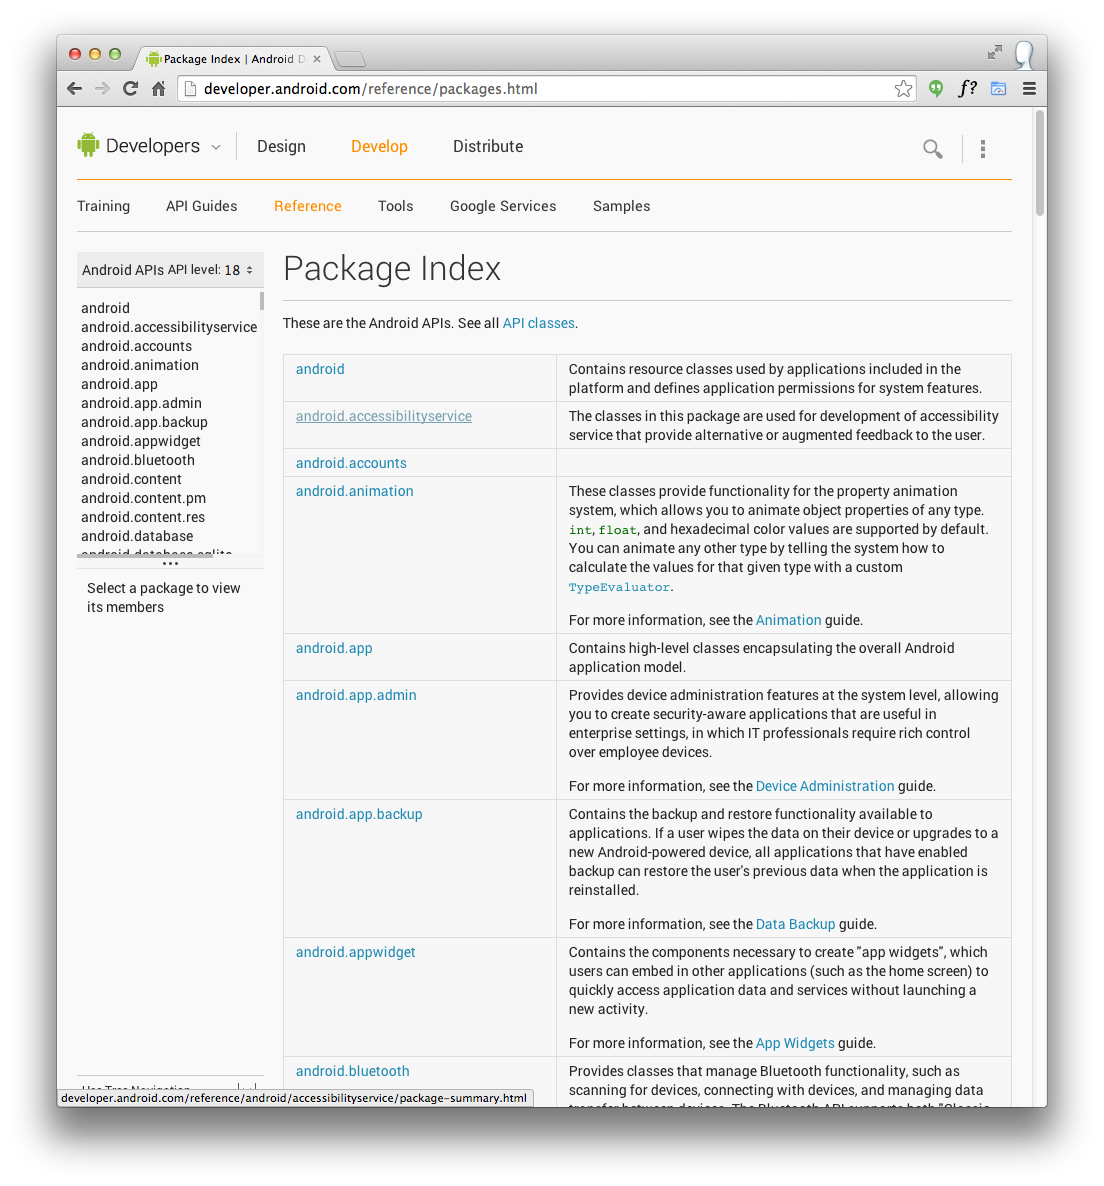 Package Index | Android D
developer.android.com/reference/packages.html
f?
Developers
Design
Develop
Distribute
Training
API Guides
Reference
Tools
Google Services
Samples
Android APIs API level: 18
android
android.accessibilityservice
android.accounts
android.animation
android.app
android.app.admin
android.app.backup
android.appwidget
android.bluetooth
android.content
android.content.pm
android.content.res
android.database
android.database.sqlite
Select a package to view
its members
Use Tree Navigation
Package Index
These are the Android APIs. See all API classes.
android
Contains resource classes used by applications included in the
platform and defines application permissions for system features.
android.accessibilityservice
The classes in this package are used for development of accessibility
service that provide alternative or augmented feedback to the user.
android.accounts
android.animation
These classes provide functionality for the property animation
system, which allows you to animate object properties of any type.
int, float, and hexadecimal color values are supported by default.
You can animate any other type by telling the system how to
calculate the values for that given type with a custom
TypeEvaluator.
For more information, see the Animation guide.
android.app
Contains high-level classes encapsulating the overall Android
application model.
android.app.admin
Provides device administration features at the system level, allowing
you to create security-aware applications that are useful in
enterprise settings, in which IT professionals require rich control
over employee devices.
For more information, see the Device Administration guide.
android.app.backup
Contains the backup and restore functionality available to
applications. If a user wipes the data on their device or upgrades to a
new Android-powered device, all applications that have enabled
backup can restore the user's previous data when the application is
reinstalled.
For more information, see the Data Backup guide.
android.appwidget
Contains the components necessary to create "app widgets", which
users can embed in other applications (such as the home screen) to
quickly access application data and services without launching a
new activity.
For more information, see the App Widgets guide.
android.bluetooth
Provides classes that manage Bluetooth functionality, such as
scanning for devices, connecting with devices, and managing data
transfer between devices. The Bluetooth API supports both "Classic
developer.android.com/reference/android/accessibilityservice/package-summary.html